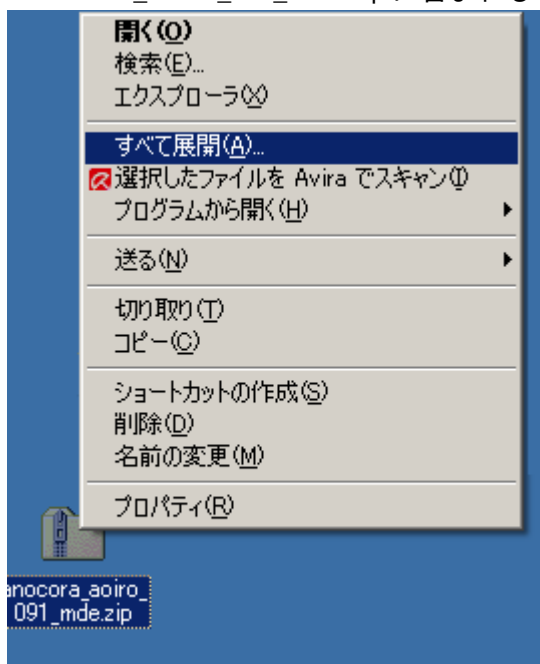 開く(O)
検索(E)...
エクスプローラ(X)
すべて展開(A)...
選択したファイルを Avira でスキャン(I)
プログラムから開く(H)
送る(N)
切り取り(T)
コピー(C)
ショートカットの作成(S)
削除(D)
名前の変更(M)
プロパティ(R)
anocora_aoiro_
091_mde.zip